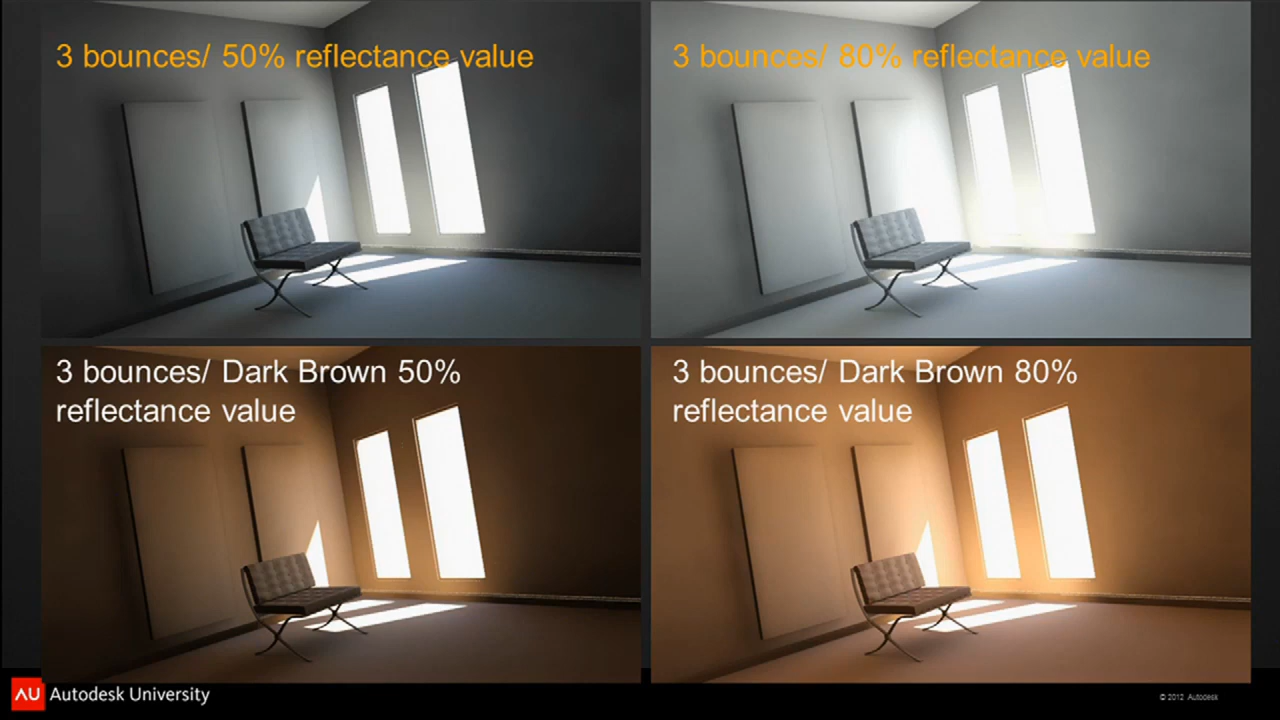 3 bounces/ 50% reflectance value
3 bounces/ 80% reflectance value
3 bounces/ Dark Brown 50%
reflectance value
3 bounces/ Dark Brown 80%
reflectance value
AU Autodesk University
© 2012 Autodesk